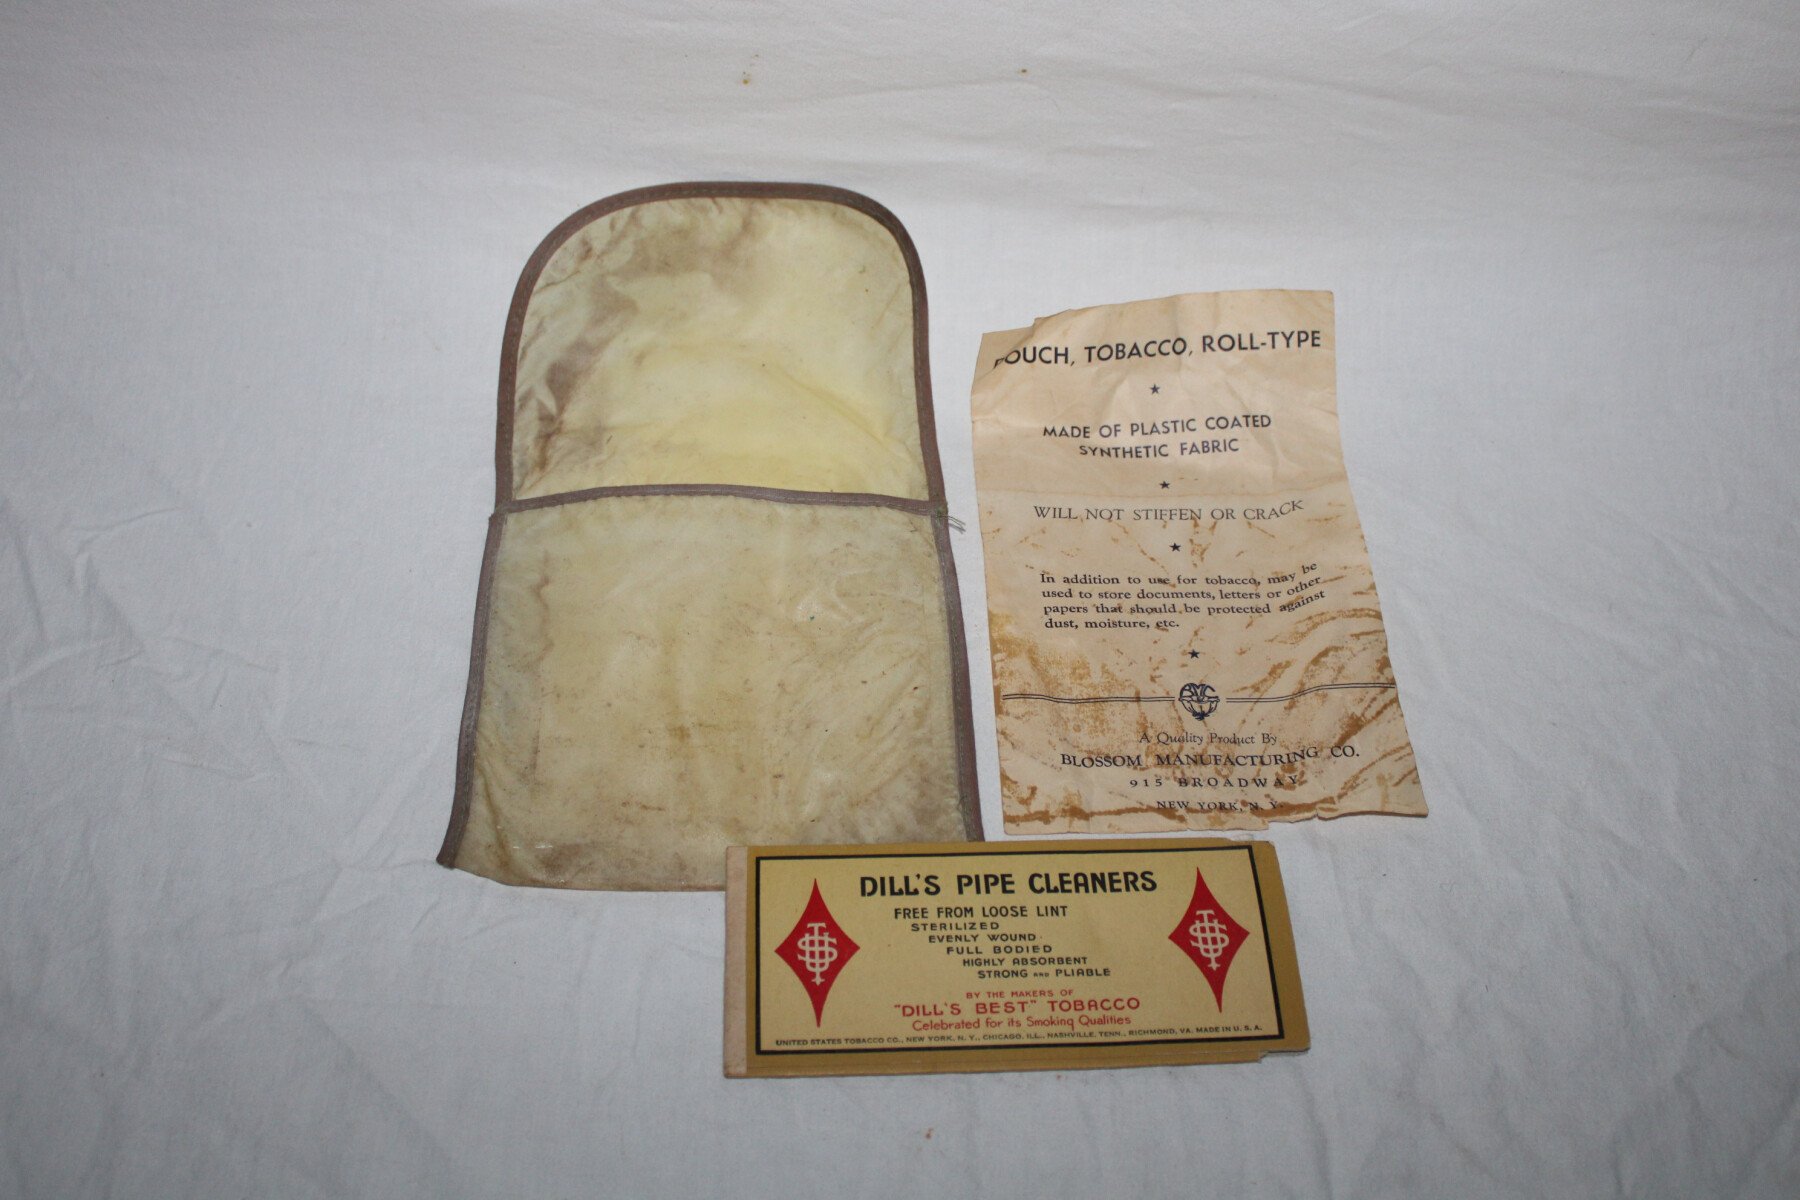 POUCH, TOBACCO, ROLL-TYPE
MADE OF PLASTIC COATED
SYNTHETIC FABRIC
WILL NOT STIFFEN OR CRACK
In addition to use for tobacco, may be
used to store documents, letters or other
papers that should be protected against
dust, moisture, etc.
BMC
A Quality Product By
BLOSSOM MANUFACTURING CO.
915 BROADWAY
NEW YORK, N. Y.
DILL'S PIPE CLEANERS
FREE FROM LOOSE LINT
STERILIZED
EVENLY WOUND
FULL BODIED
HIGHLY ABSORBENT
STRONG AND PLIABLE
BY THE MAKERS OF
"DILL'S BEST" TOBACCO
Celebrated for its Smoking Qualities
UNITED STATES TOBACCO CO., NEW YORK, N. Y., CHICAGO, ILL., NASHVILLE, TENN., RICHMOND, VA. MADE IN U. S. A.